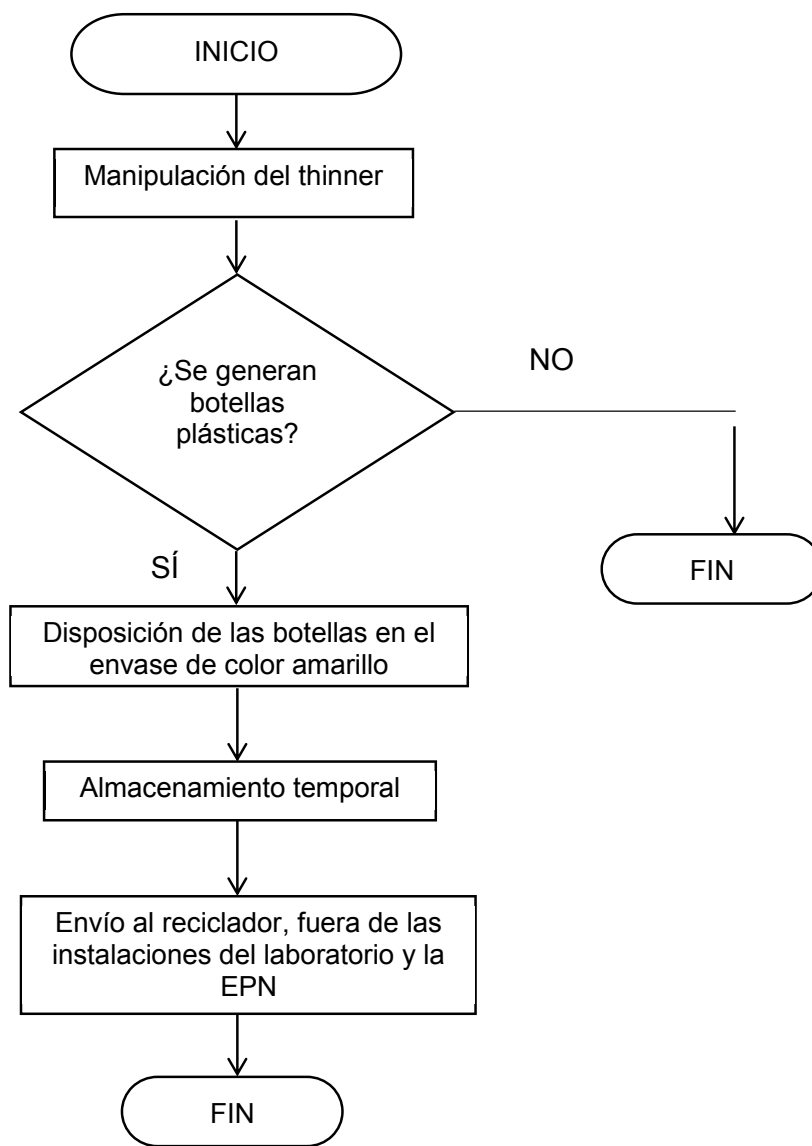 INICIO
Manipulación del thinner
¿Se generan
botellas
plásticas?
NO
SÍ
FIN
Disposición de las botellas en el
envase de color amarillo
Almacenamiento temporal
Envío al reciclador, fuera de las
instalaciones del laboratorio y la
EPN
FIN